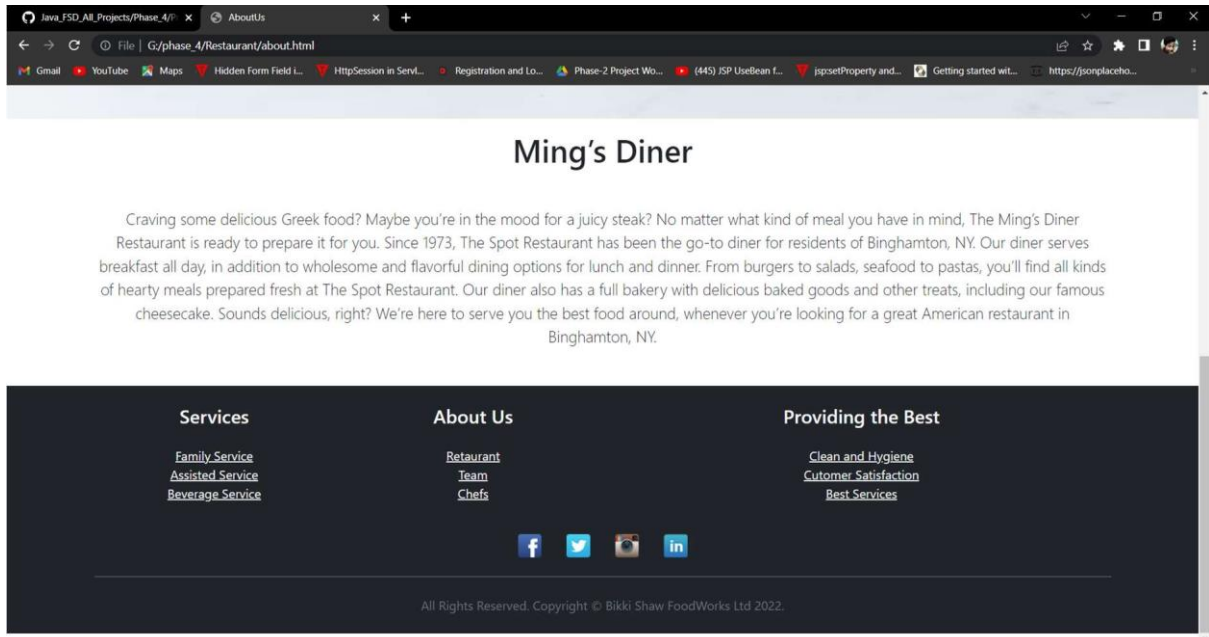 Java_FSD_All_Projects/Phase_4/P
AboutUs
File | G:/phase_4/Restaurant/about.html
Gmail YouTube Maps Hidden Form Field i... HttpSession in Servl... Registration and Lo... Phase-2 Project Wo... (445) JSP UseBean f... jsp:setProperty and... Getting started wit... https://jsonplaceho...
Ming's Diner
Craving some delicious Greek food? Maybe you're in the mood for a juicy steak? No matter what kind of meal you have in mind, The Ming's Diner
Restaurant is ready to prepare it for you. Since 1973, The Spot Restaurant has been the go-to diner for residents of Binghamton, NY. Our diner serves
breakfast all day, in addition to wholesome and flavorful dining options for lunch and dinner. From burgers to salads, seafood to pastas, you'll find all kinds
of hearty meals prepared fresh at The Spot Restaurant. Our diner also has a full bakery with delicious baked goods and other treats, including our famous
cheesecake. Sounds delicious, right? We're here to serve you the best food around, whenever you're looking for a great American restaurant in
Binghamton, NY.
Services
Family Service
Assisted Service
Beverage Service
About Us
Retaurant
Team
Chefs
Providing the Best
Clean and Hygiene
Cutomer Satisfaction
Best Services
f
in
All Rights Reserved. Copyright © Bikki Shaw FoodWorks Ltd 2022.